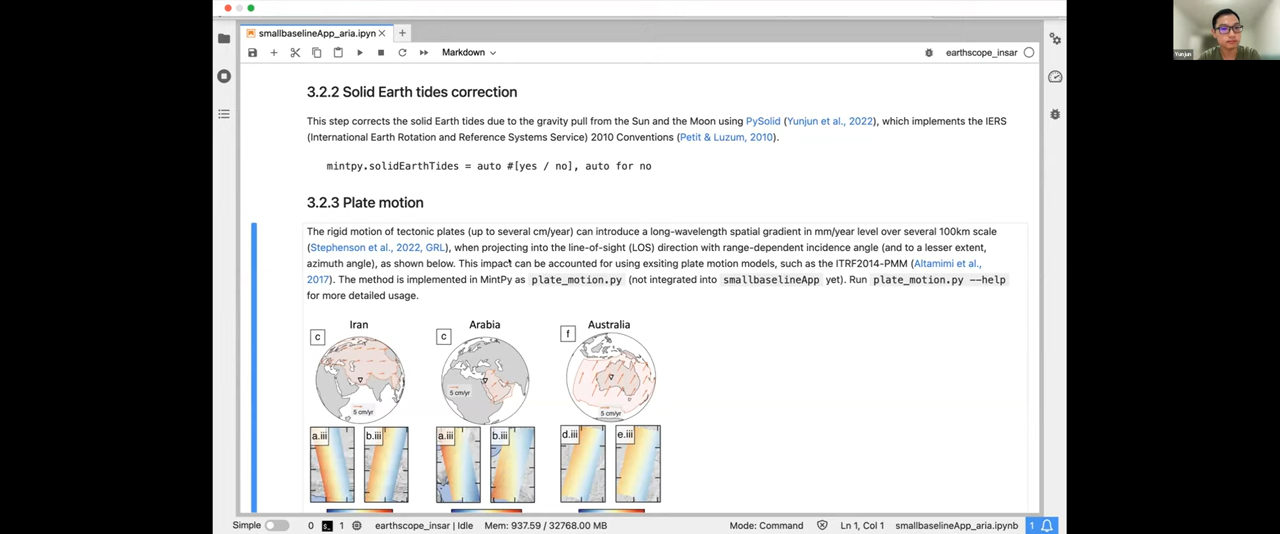 smallbaselineApp_aria.ipyn
Markdown
earthscope_insar
Yunjun
3.2.2 Solid Earth tides correction
This step corrects the solid Earth tides due to the gravity pull from the Sun and the Moon using PySolid (Yunjun et al., 2022), which implements the IERS
(International Earth Rotation and Reference Systems Service) 2010 Conventions (Petit & Luzum, 2010).
mintpy.solidEarthTides = auto #[yes / no], auto for no
3.2.3 Plate motion
The rigid motion of tectonic plates (up to several cm/year) can introduce a long-wavelength spatial gradient in mm/year level over several 100km scale
(Stephenson et al., 2022, GRL), when projecting into the line-of-sight (LOS) direction with range-dependent incidence angle (and to a lesser extent,
azimuth angle), as shown below. This impact can be accounted for using exsiting plate motion models, such as the ITRF2014-PMM (Altamimi et al.,
2017). The method is implemented in MintPy as plate_motion.py (not integrated into smallbaselineApp yet). Run plate_motion.py --help
for more detailed usage.
Iran Arabia Australia
c c f
5 cm/yr 5 cm/yr 5 cm/yr
a.iii b.iii a.iii b.iii d.iii e.iii
Simple 0 1 earthscope_insar | Idle Mem: 937.59 / 32768.00 MB Mode: Command Ln 1, Col 1 smallbaselineApp_aria.ipynb 1